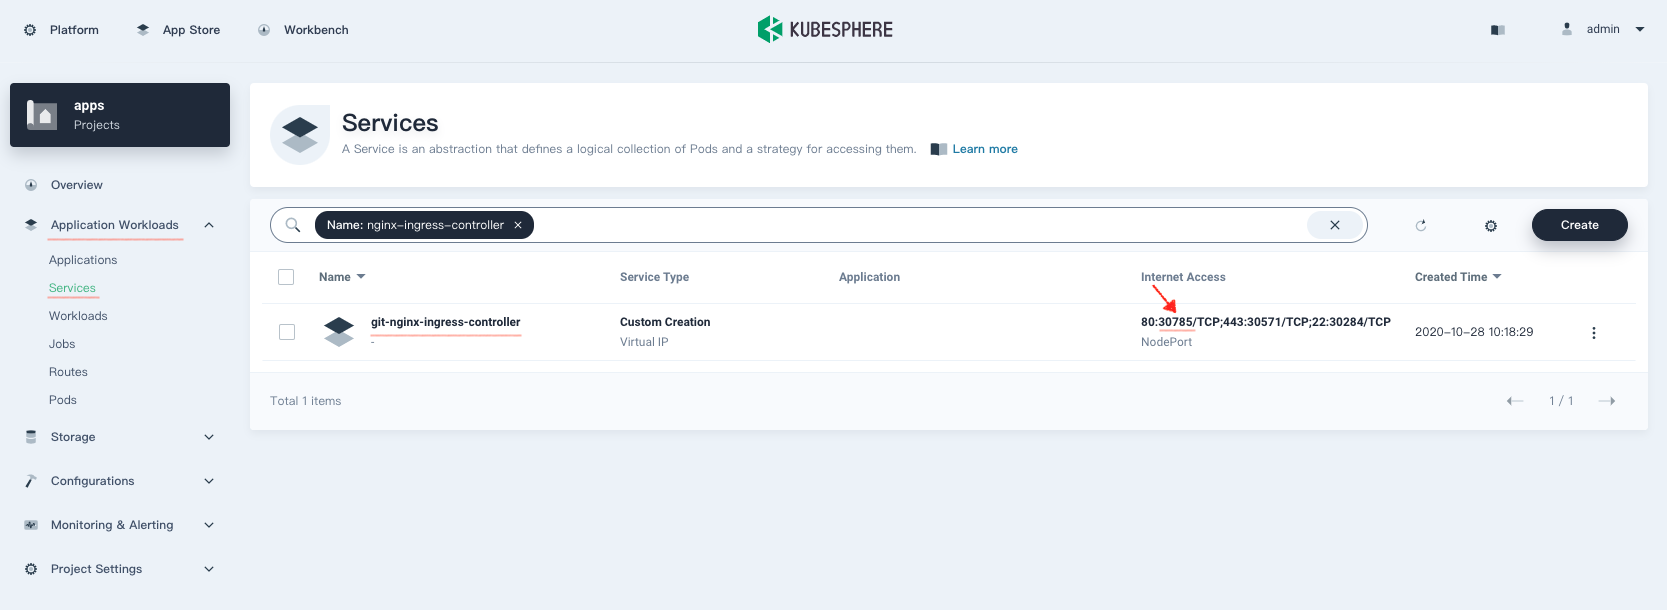 Platform
App Store
Workbench
KUBESPHERE
admin
apps
Projects
Overview
Application Workloads
Applications
Services
Workloads
Jobs
Routes
Pods
Storage
Configurations
Monitoring & Alerting
Project Settings
Services
A Service is an abstraction that defines a logical collection of Pods and a strategy for accessing them. Learn more
Name: nginx-ingress-controller ×
Create
Name
Service Type
Application
Internet Access
Created Time
git-nginx-ingress-controller
-
Custom Creation
Virtual IP
80:30785/TCP;443:30571/TCP;22:30284/TCP
NodePort
2020-10-28 10:18:29
Total 1 items
1 / 1